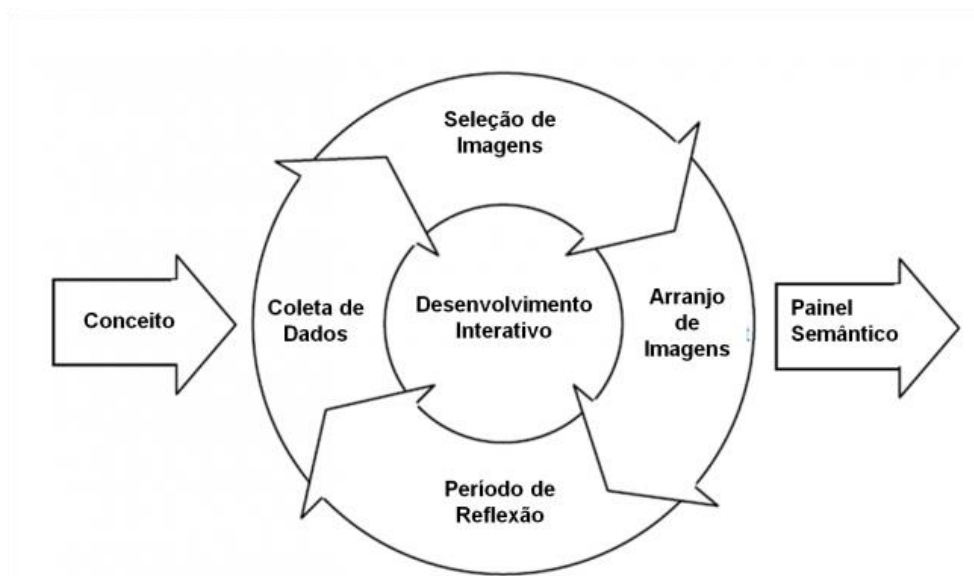 Seleção de
Imagens
Conceito
Coleta de
Dados
Desenvolvimento
Interativo
Arranjo
de
Imagens
Painel
Semântico
Período de
Reflexão